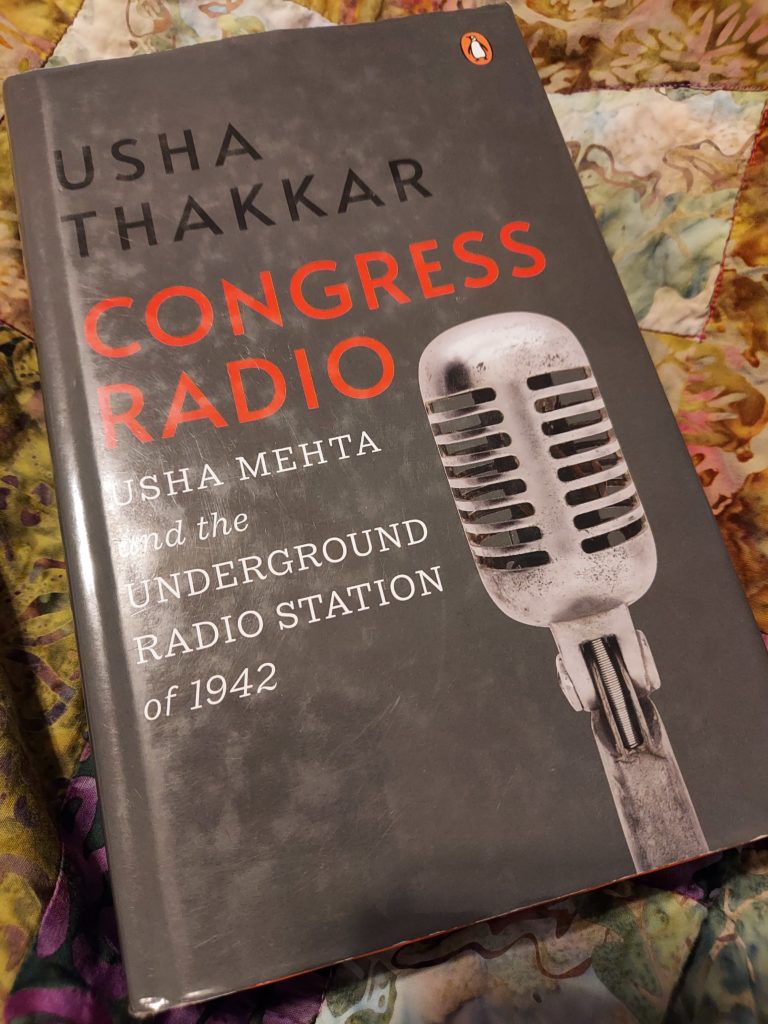 USHA
THAKKAR
CONGRESS
RADIO
USHA MEHTA
and the
UNDERGROUND
RADIO STATION
of 1942